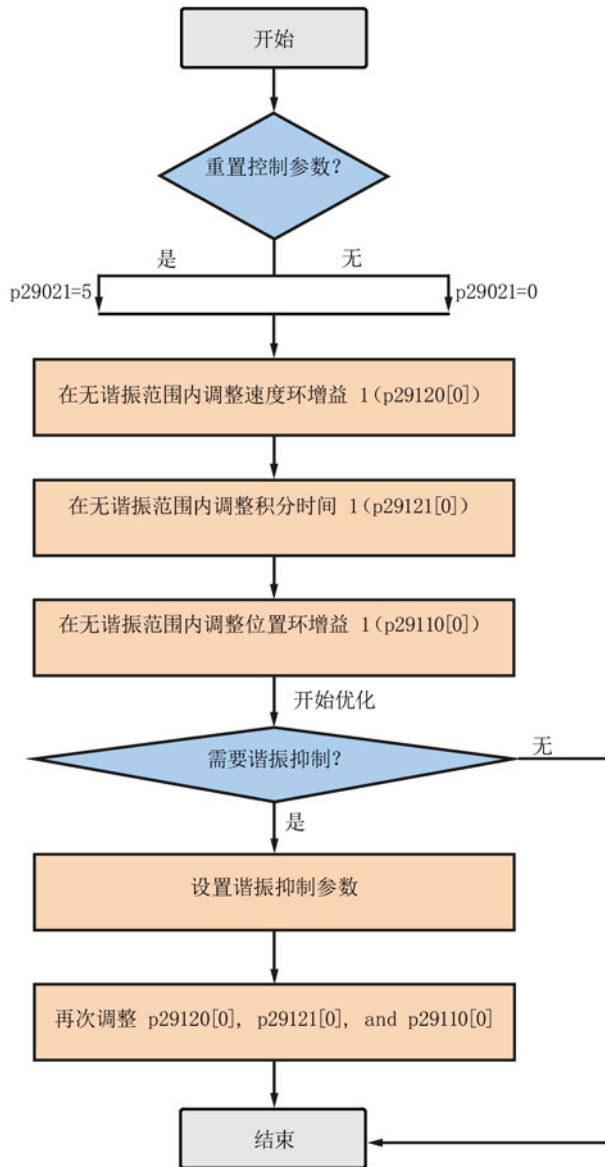 开始
重置控制参数?
是
无
p29021=5
p29021=0
在无谐振范围内调整速度环增益 1(p29120[0])
在无谐振范围内调整积分时间 1(p29121[0])
在无谐振范围内调整位置环增益 1(p29110[0])
开始优化
需要谐振抑制?
无
是
设置谐振抑制参数
再次调整 p29120[0], p29121[0], and p29110[0]
结束